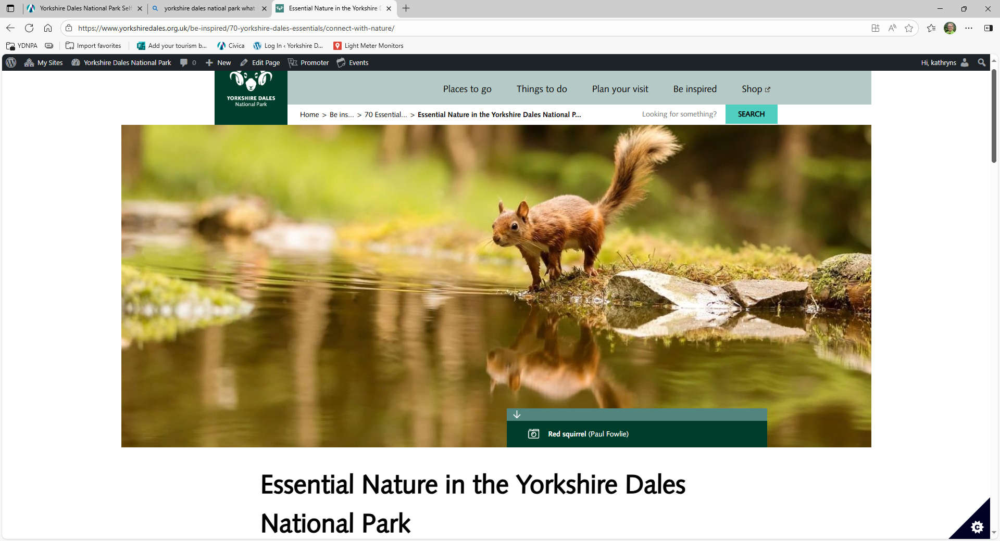 Yorkshire Dales National Park Self
yorkshire dales natioal park what
Essential Nature in the Yorkshire D
https://www.yorkshiredales.org.uk/be-inspired/70-yorkshire-dales-essentials/connect-with-nature/
YDNPA
Import favorites
Add your tourism b...
Civica
Log In ‹ Yorkshire D...
Light Meter Monitors
My Sites
Yorkshire Dales National Park
0
New
Edit Page
Promoter
Events
Hi, kathryns
YORKSHIRE DALES
National Park
Places to go
Things to do
Plan your visit
Be inspired
Shop
Home > Be ins... > 70 Essential... > Essential Nature in the Yorkshire Dales National P...
Looking for something?
SEARCH
Red squirrel (Paul Fowlie)
Essential Nature in the Yorkshire Dales
National Park